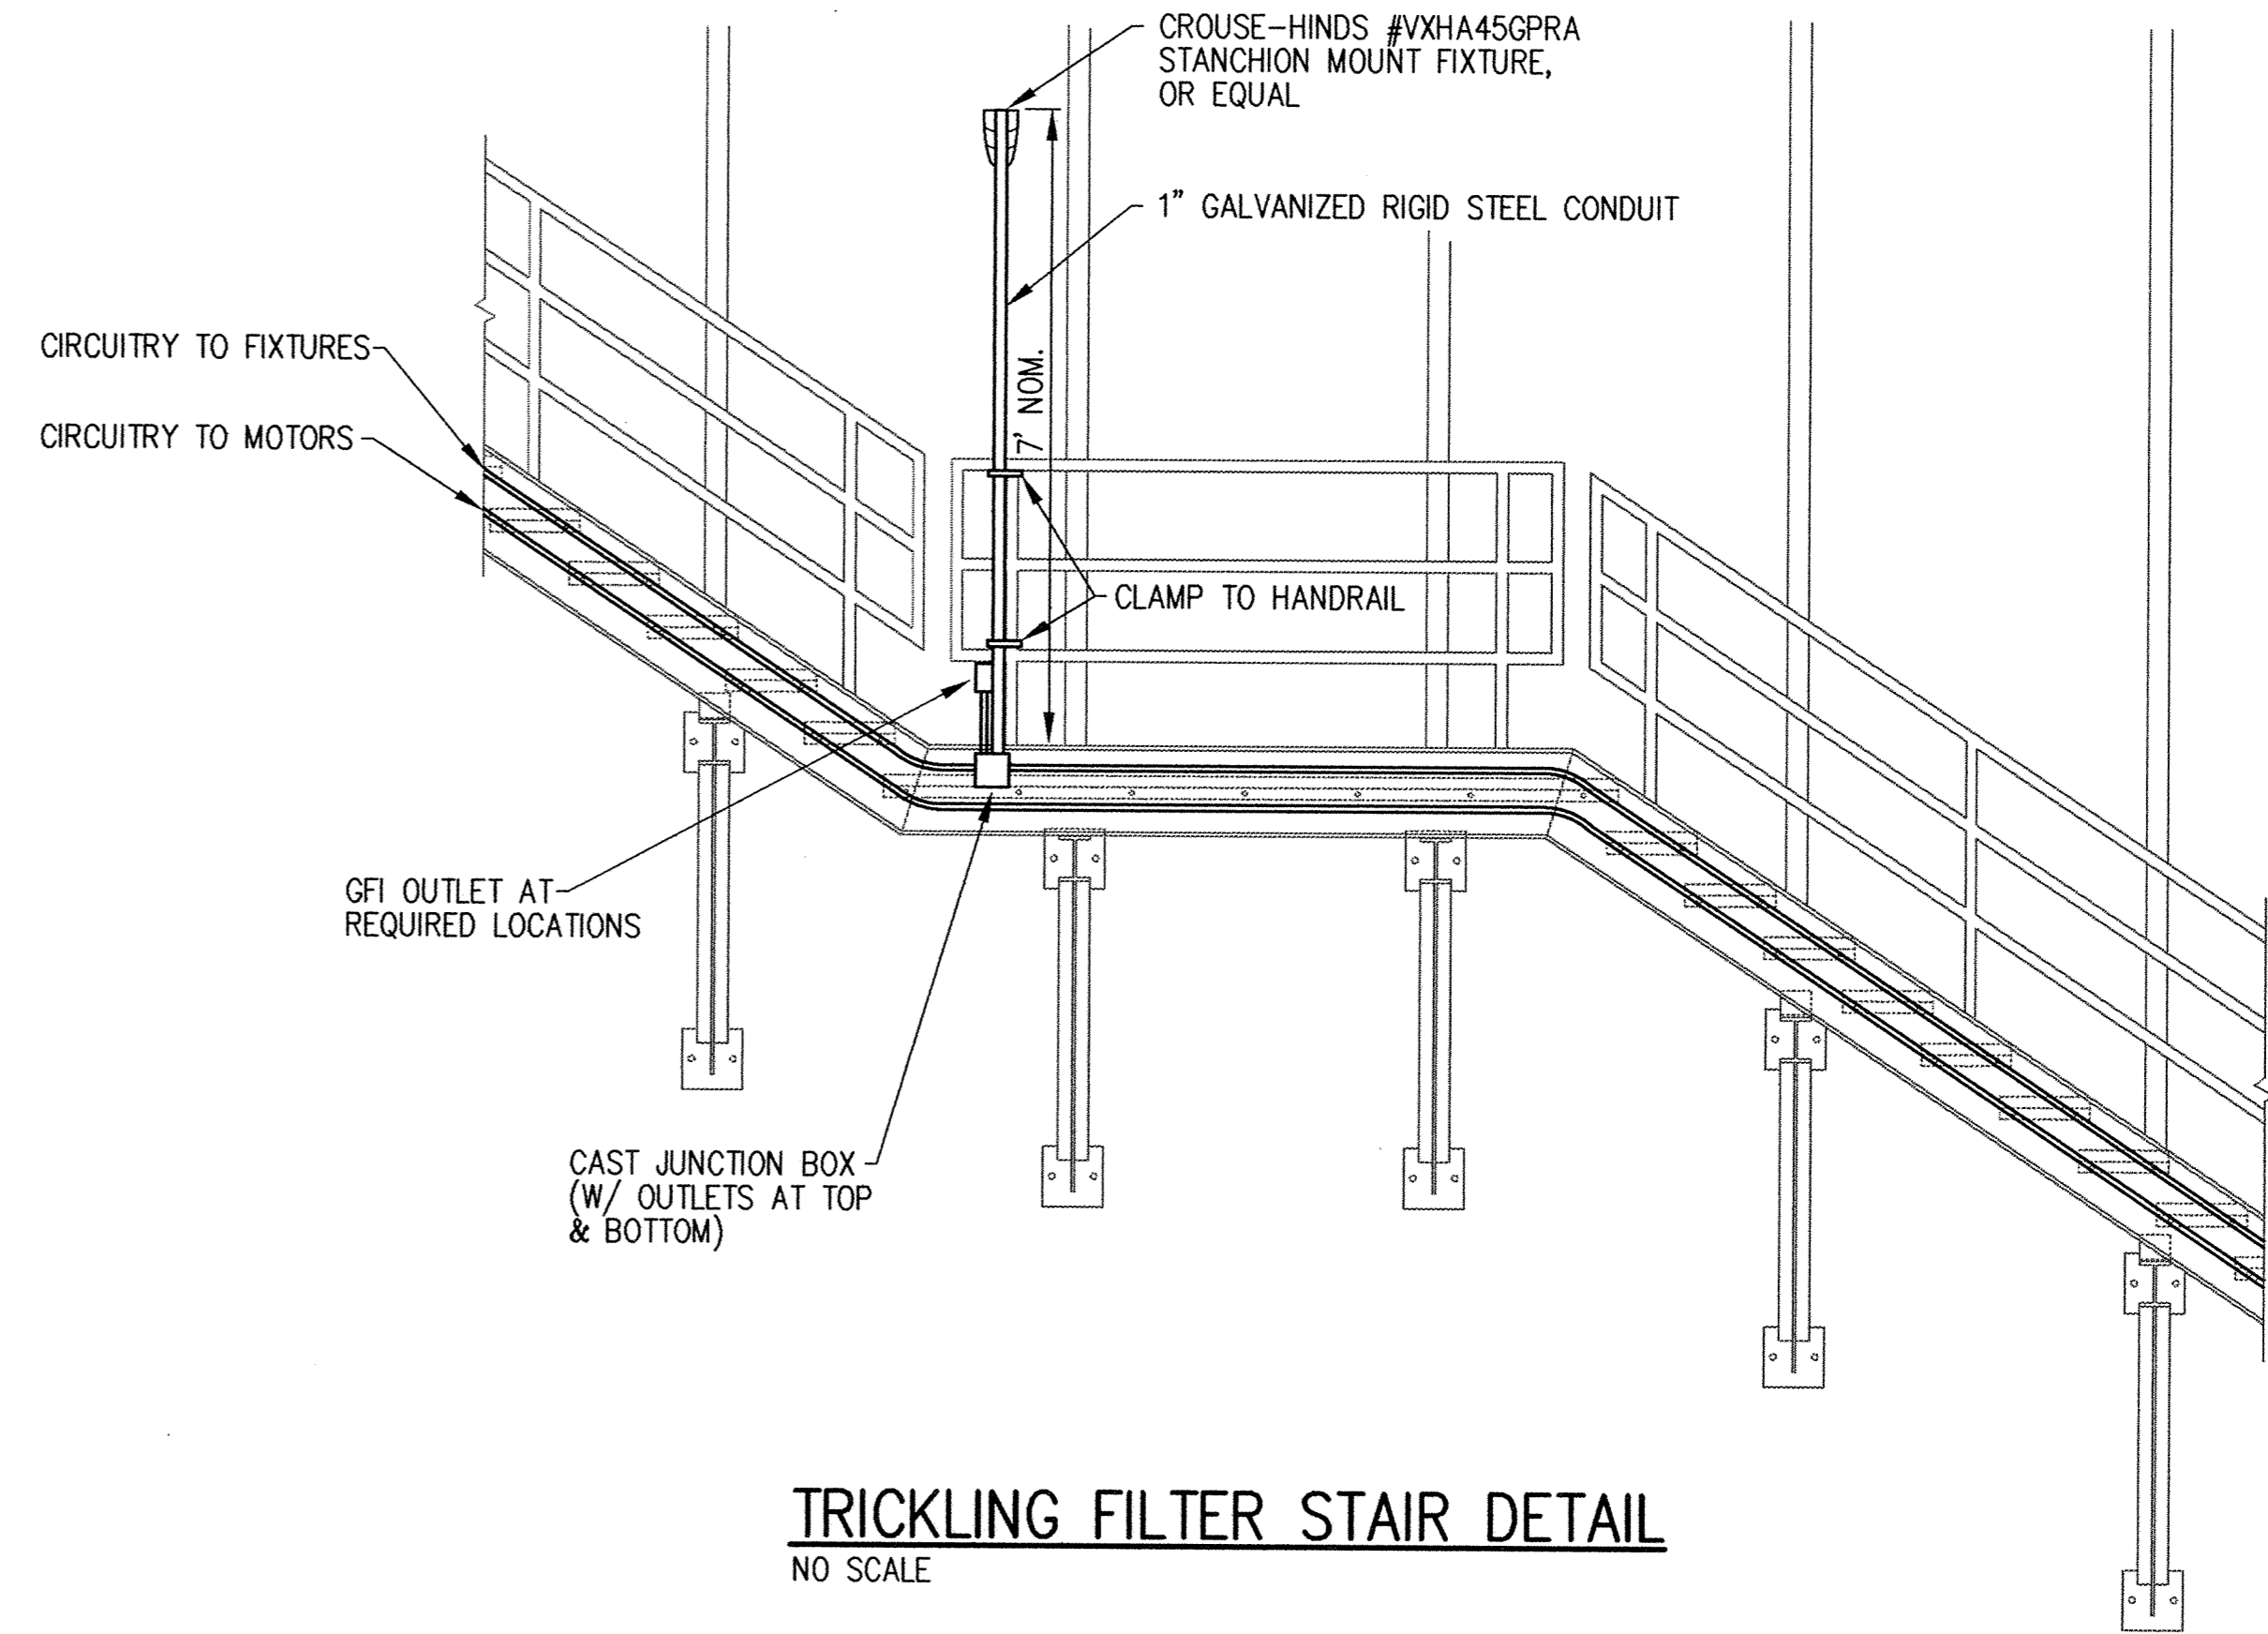 CROUSE-HINDS #VXHA45GPRA
STANCHION MOUNT FIXTURE,
OR EQUAL
1" GALVANIZED RIGID STEEL CONDUIT
CIRCUITRY TO FIXTURES
7' NOM.
CIRCUITRY TO MOTORS
CLAMP TO HANDRAIL
GFI OUTLET AT
REQUIRED LOCATIONS
CAST JUNCTION BOX
(W/ OUTLETS AT TOP
& BOTTOM)
TRICKLING FILTER STAIR DETAIL
NO SCALE